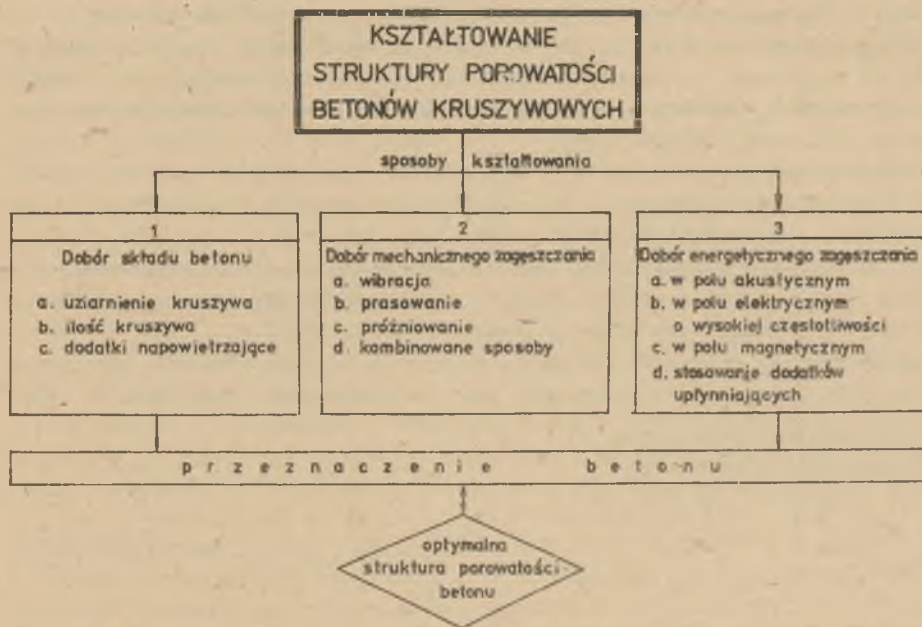 KSZTAŁTOWANIE
STRUKTURY POROWATOŚCI
BETONÓW KRUSZYWOWYCH
sposoby kształtowania
1
Dobór składu betonu
a. uziarnienie kruszywa
b. ilość kruszywa
c. dodatki napowietrzające
2
Dobór mechanicznego zagęszczania
a. wibracja
b. prasowanie
c. próżniowanie
d. kombinowane sposoby
3
Dobór energetycznego zagęszczania
a. w polu akustycznym
b. w polu elektrycznym
o wysokiej częstotliwości
c. w polu magnetycznym
d. stosowanie dodatków
upłynniających
przeznaczenie betonu
optymalna
struktura porowatości
betonu